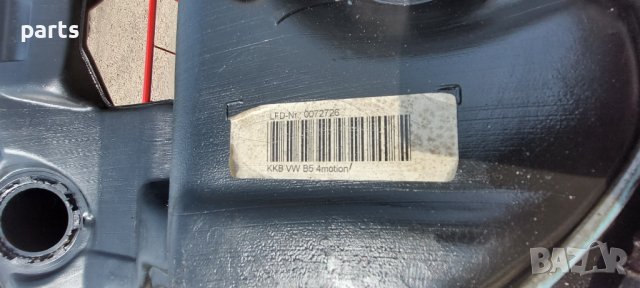 parts
LFD-Nr.: 0072726
KKB VW B5 4motion
BAZAR